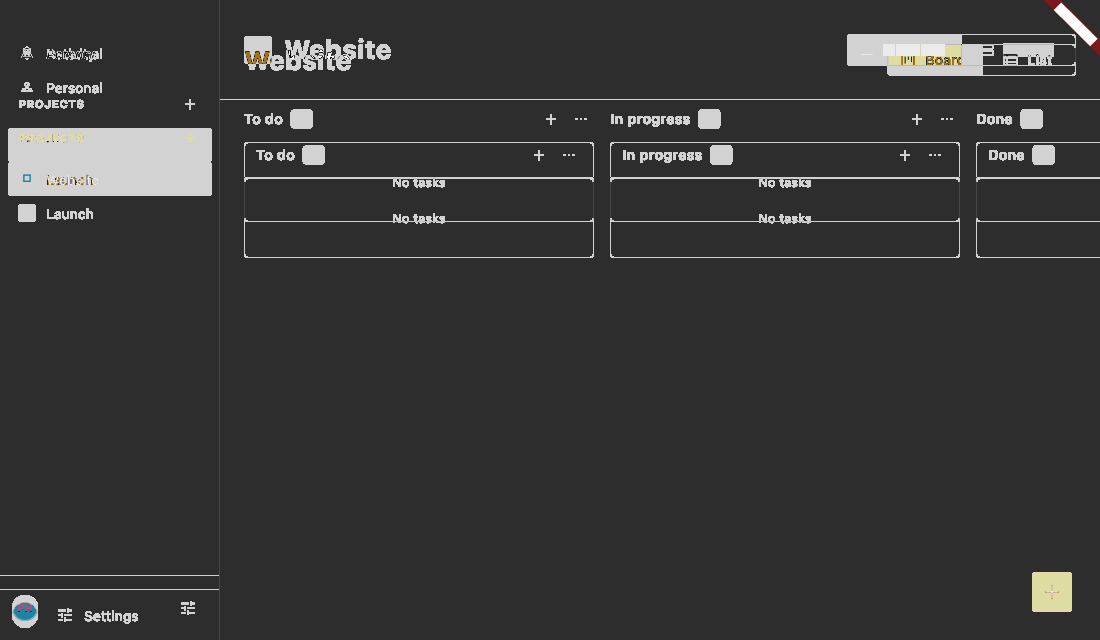 Website
Website
Board List
Personal
PROJECTS
Launch
Launch
To do
In progress
Done
To do
In progress
Done
No tasks
No tasks
No tasks
No tasks
Settings